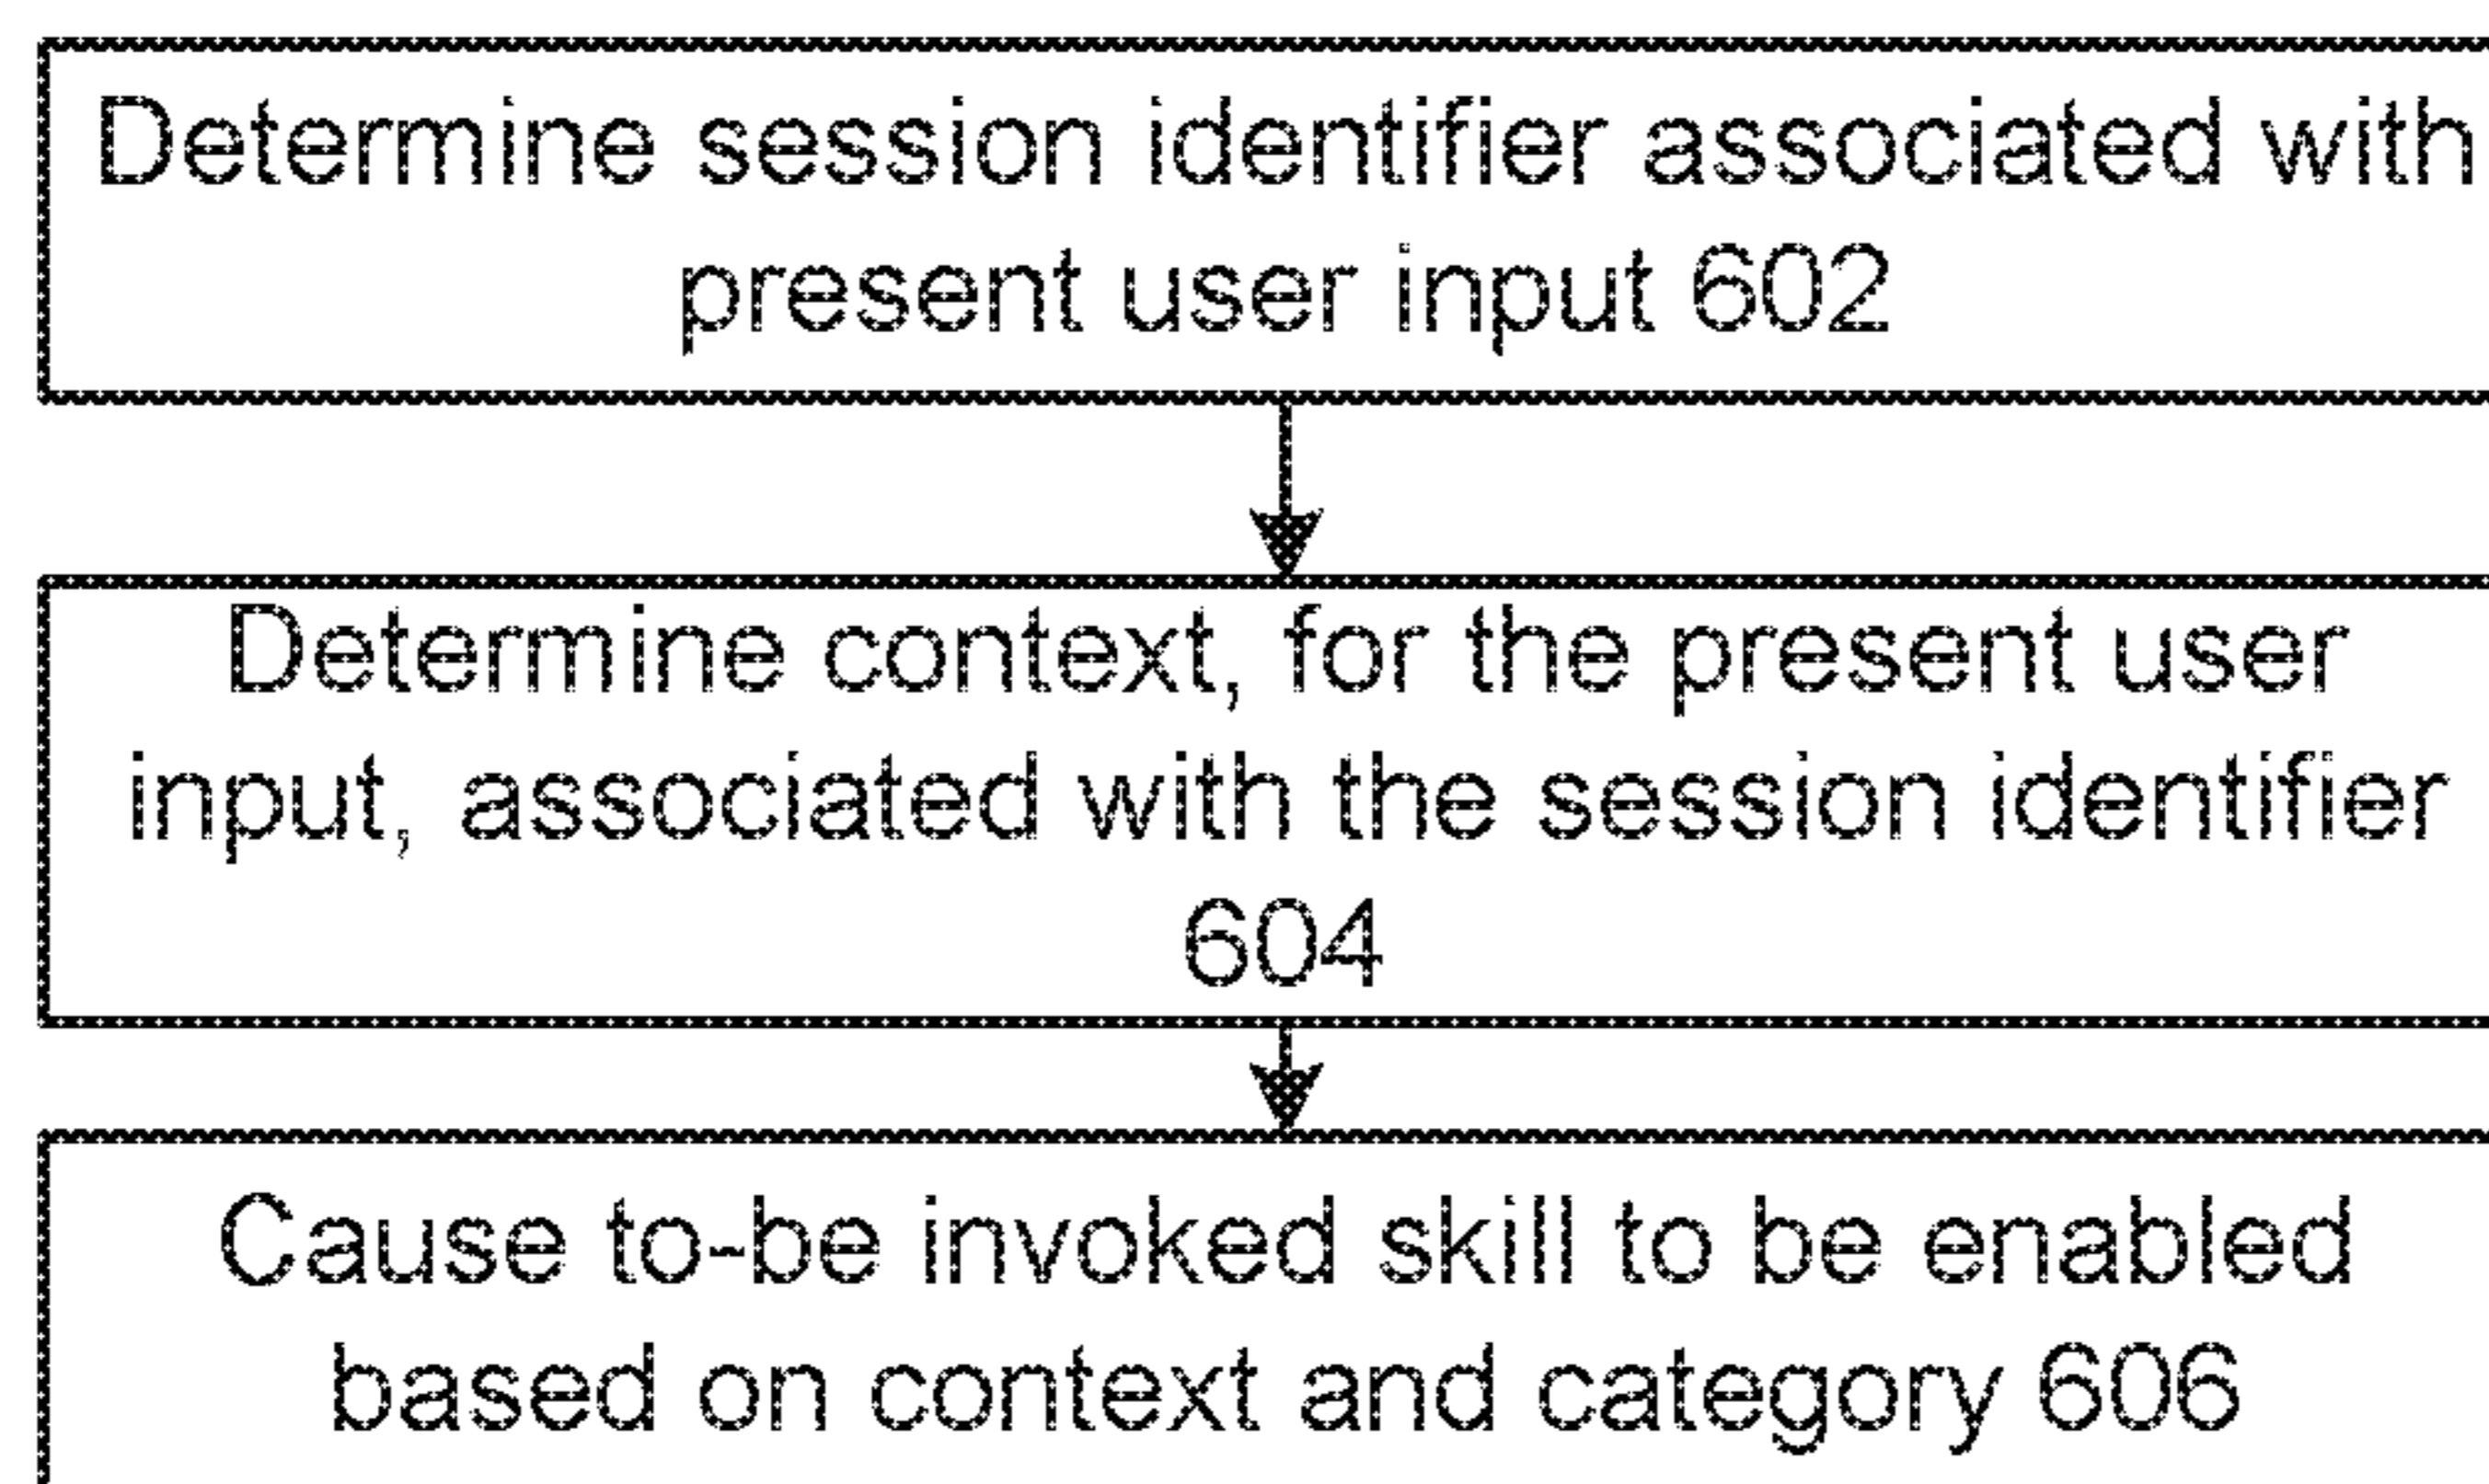 Determine session identifier associated with
present user input 602
Determine context, for the present user
input, associated with the session identifier
604
Cause to-be invoked skill to be enabled
based on context and category 606